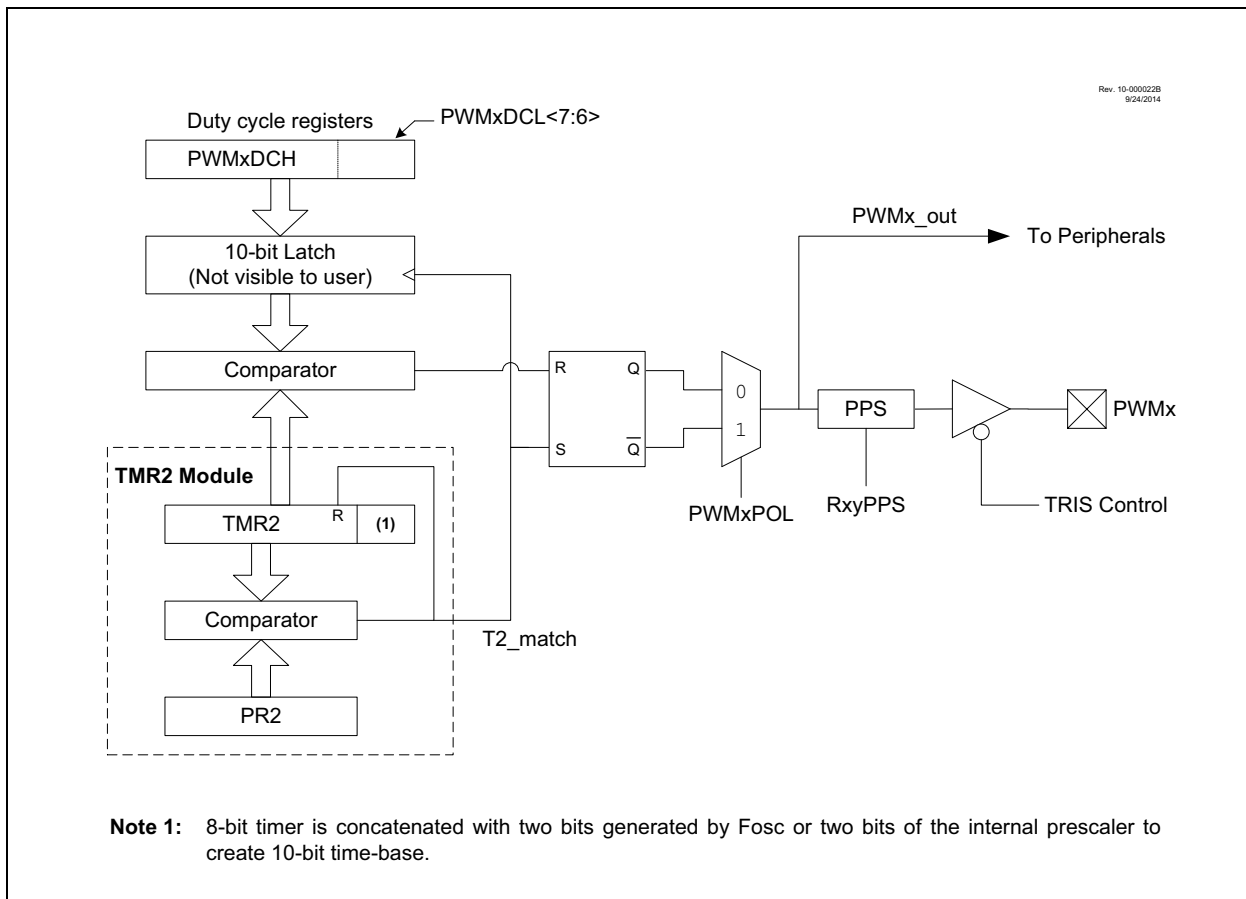 Rev. 10-000022B
9/24/2014
Duty cycle registers
PWMxDCL<7:6>
PWMxDCH
10-bit Latch
(Not visible to user)
Comparator
PWMx_out
To Peripherals
R
Q
S
Q̅
0
1
PPS
PWMx
PWMxPOL
RxyPPS
TRIS Control
TMR2 Module
TMR2
R
(1)
Comparator
T2_match
PR2
Note 1: 8-bit timer is concatenated with two bits generated by Fosc or two bits of the internal prescaler to
create 10-bit time-base.